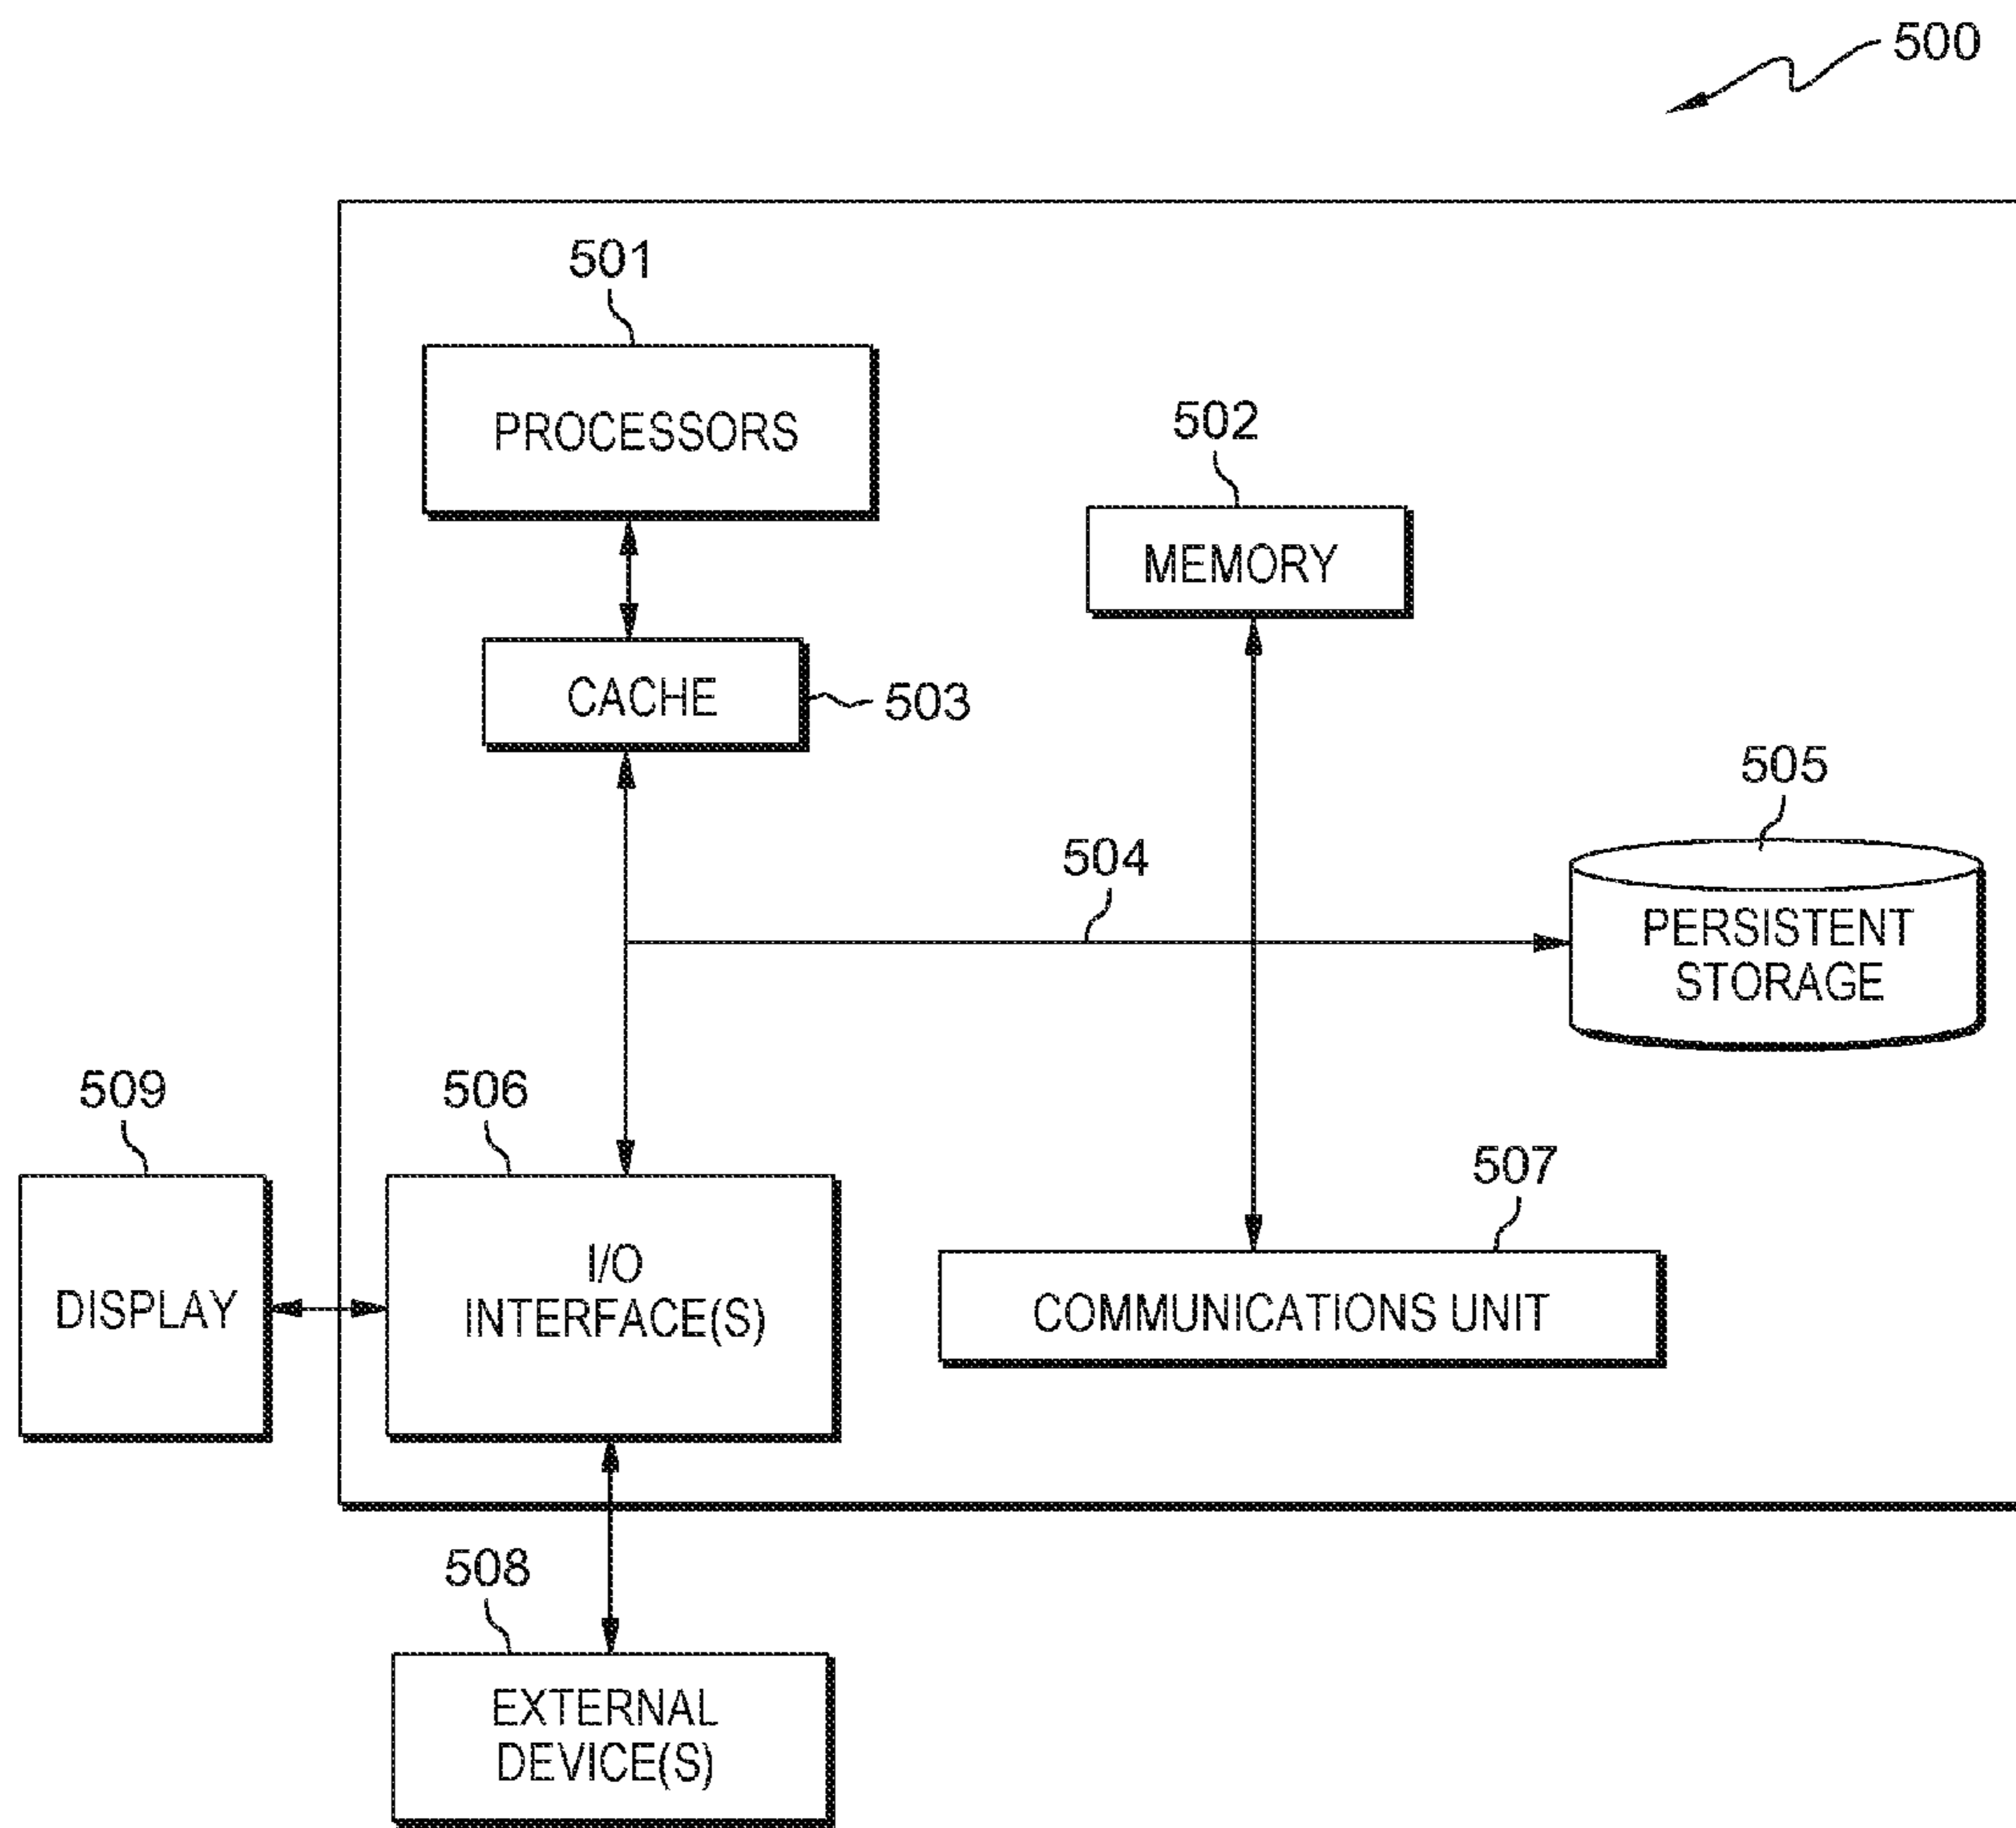 500
501
PROCESSORS
502
MEMORY
CACHE
503
505
504
PERSISTENT
STORAGE
509
506
507
DISPLAY
I/O
INTERFACE(S)
COMMUNICATIONS UNIT
508
EXTERNAL
DEVICE(S)